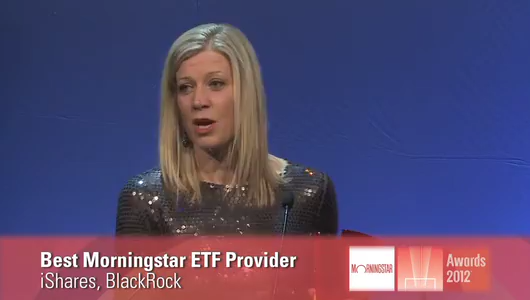 Best Morningstar ETF Provider
iShares, BlackRock
MORNINGSTAR
Awards
2012